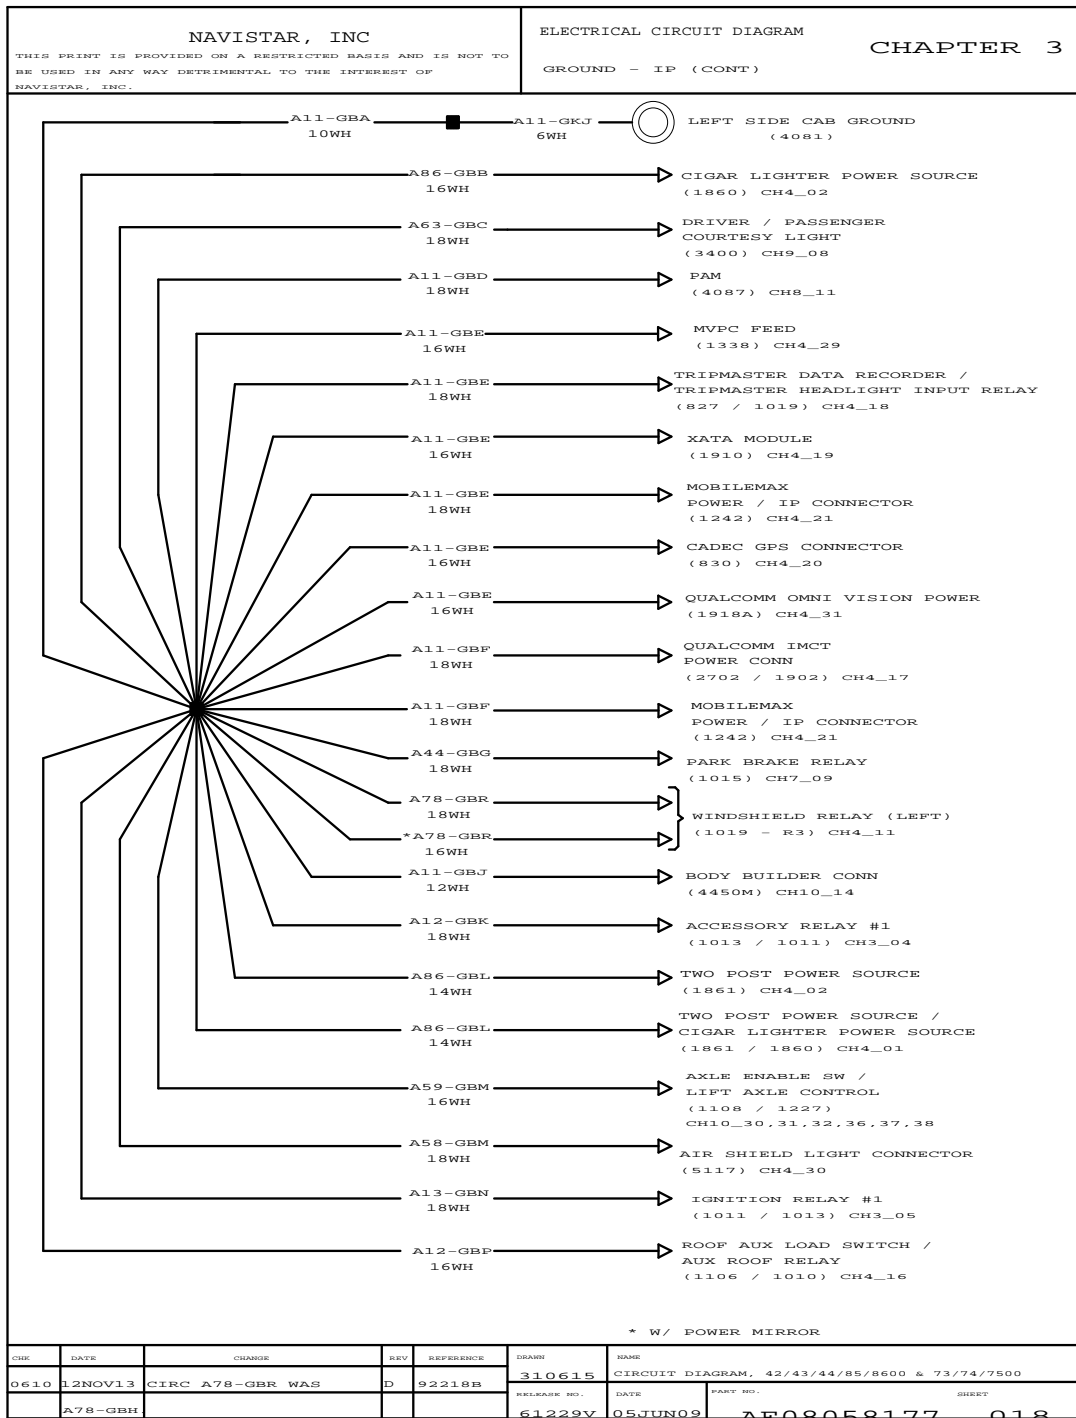 NAVISTAR, INC
THIS PRINT IS PROVIDED ON A RESTRICTED BASIS AND IS NOT TO
BE USED IN ANY WAY DETRIMENTAL TO THE INTEREST OF
NAVISTAR, INC.
ELECTRICAL CIRCUIT DIAGRAM
GROUND - IP (CONT)
CHAPTER 3
A11-GBA
10WH
A11-GKJ
6WH
LEFT SIDE CAB GROUND
(4081)
A86-GBB
16WH
CIGAR LIGHTER POWER SOURCE
(1860) CH4_02
A63-GBC
18WH
DRIVER / PASSENGER
COURTESY LIGHT
(3400) CH9_08
A11-GBD
18WH
PAM
(4087) CH8_11
A11-GBE
16WH
MVPC FEED
(1338) CH4_29
A11-GBE
18WH
TRIPMASTER DATA RECORDER /
TRIPMASTER HEADLIGHT INPUT RELAY
(827 / 1019) CH4_18
A11-GBE
16WH
XATA MODULE
(1910) CH4_19
A11-GBE
18WH
MOBILEMAX
POWER / IP CONNECTOR
(1242) CH4_21
A11-GBE
16WH
CADEC GPS CONNECTOR
(830) CH4_20
A11-GBE
16WH
QUALCOMM OMNI VISION POWER
(1918A) CH4_31
A11-GBF
18WH
QUALCOMM IMCT
POWER CONN
(2702 / 1902) CH4_17
A11-GBF
18WH
MOBILEMAX
POWER / IP CONNECTOR
(1242) CH4_21
A44-GBG
18WH
PARK BRAKE RELAY
(1015) CH7_09
A78-GBR
18WH
*A78-GBR
16WH
WINDSHIELD RELAY (LEFT)
(1019 - R3) CH4_11
A11-GBJ
12WH
BODY BUILDER CONN
(4450M) CH10_14
A12-GBK
18WH
ACCESSORY RELAY #1
(1013 / 1011) CH3_04
A86-GBL
14WH
TWO POST POWER SOURCE
(1861) CH4_02
A86-GBL
14WH
TWO POST POWER SOURCE /
CIGAR LIGHTER POWER SOURCE
(1861 / 1860) CH4_01
A59-GBM
16WH
AXLE ENABLE SW /
LIFT AXLE CONTROL
(1108 / 1227)
CH10_30,31,32,36,37,38
A58-GBM
18WH
AIR SHIELD LIGHT CONNECTOR
(5117) CH4_30
A13-GBN
18WH
IGNITION RELAY #1
(1011 / 1013) CH3_05
A12-GBP
16WH
ROOF AUX LOAD SWITCH /
AUX ROOF RELAY
(1106 / 1010) CH4_16
* W/ POWER MIRROR
CHK DATE CHANGE REV REFERENCE
0610 12NOV13 CIRC A78-GBR WAS D 92218B
A78-GBH.
DRAWN
310615
NAME
CIRCUIT DIAGRAM, 42/43/44/85/8600 & 73/74/7500
RELEASE NO.
61229V
DATE
05JUN09
PART NO.
AE08058177
SHEET
018